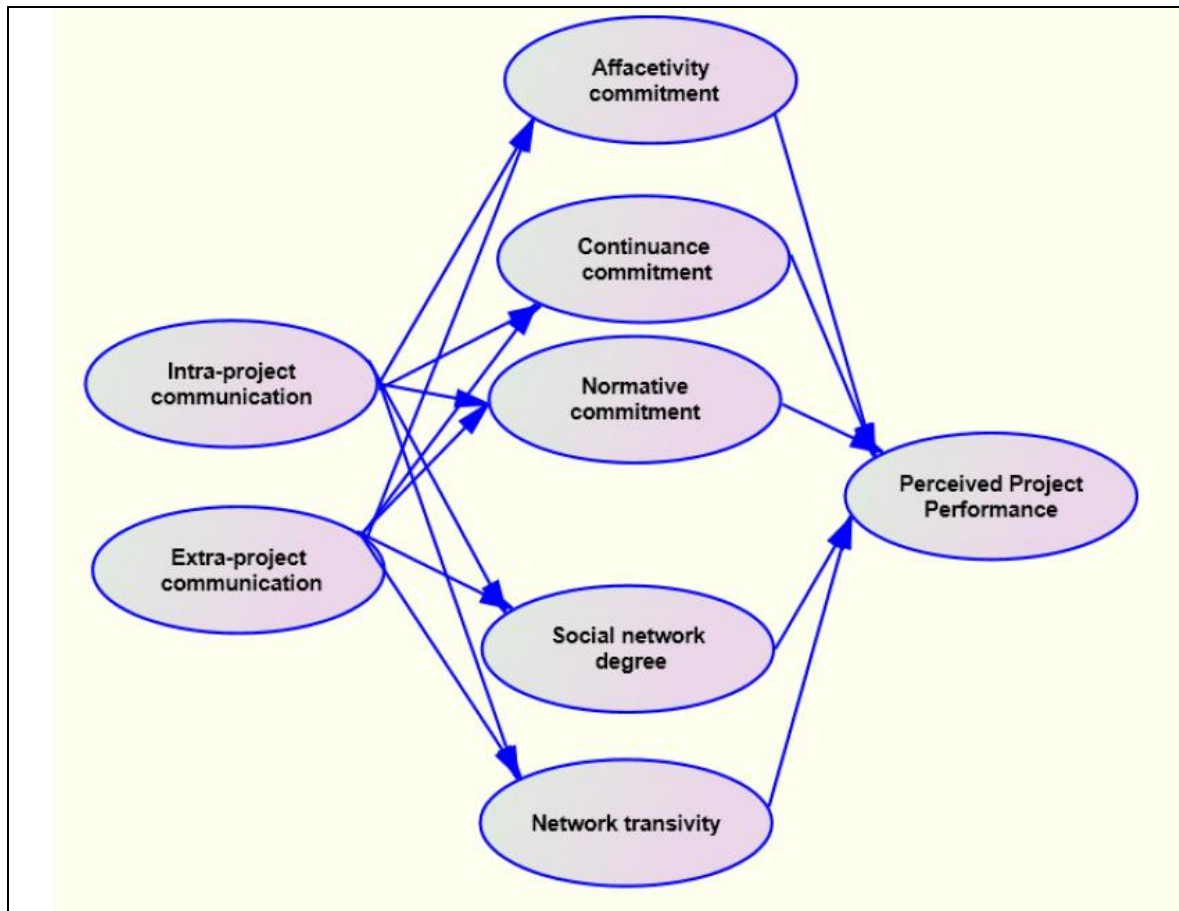 Affacetivity
commitment
Continuance
commitment
Intra-project
communication
Normative
commitment
Perceived Project
Performance
Extra-project
communication
Social network
degree
Network transivity